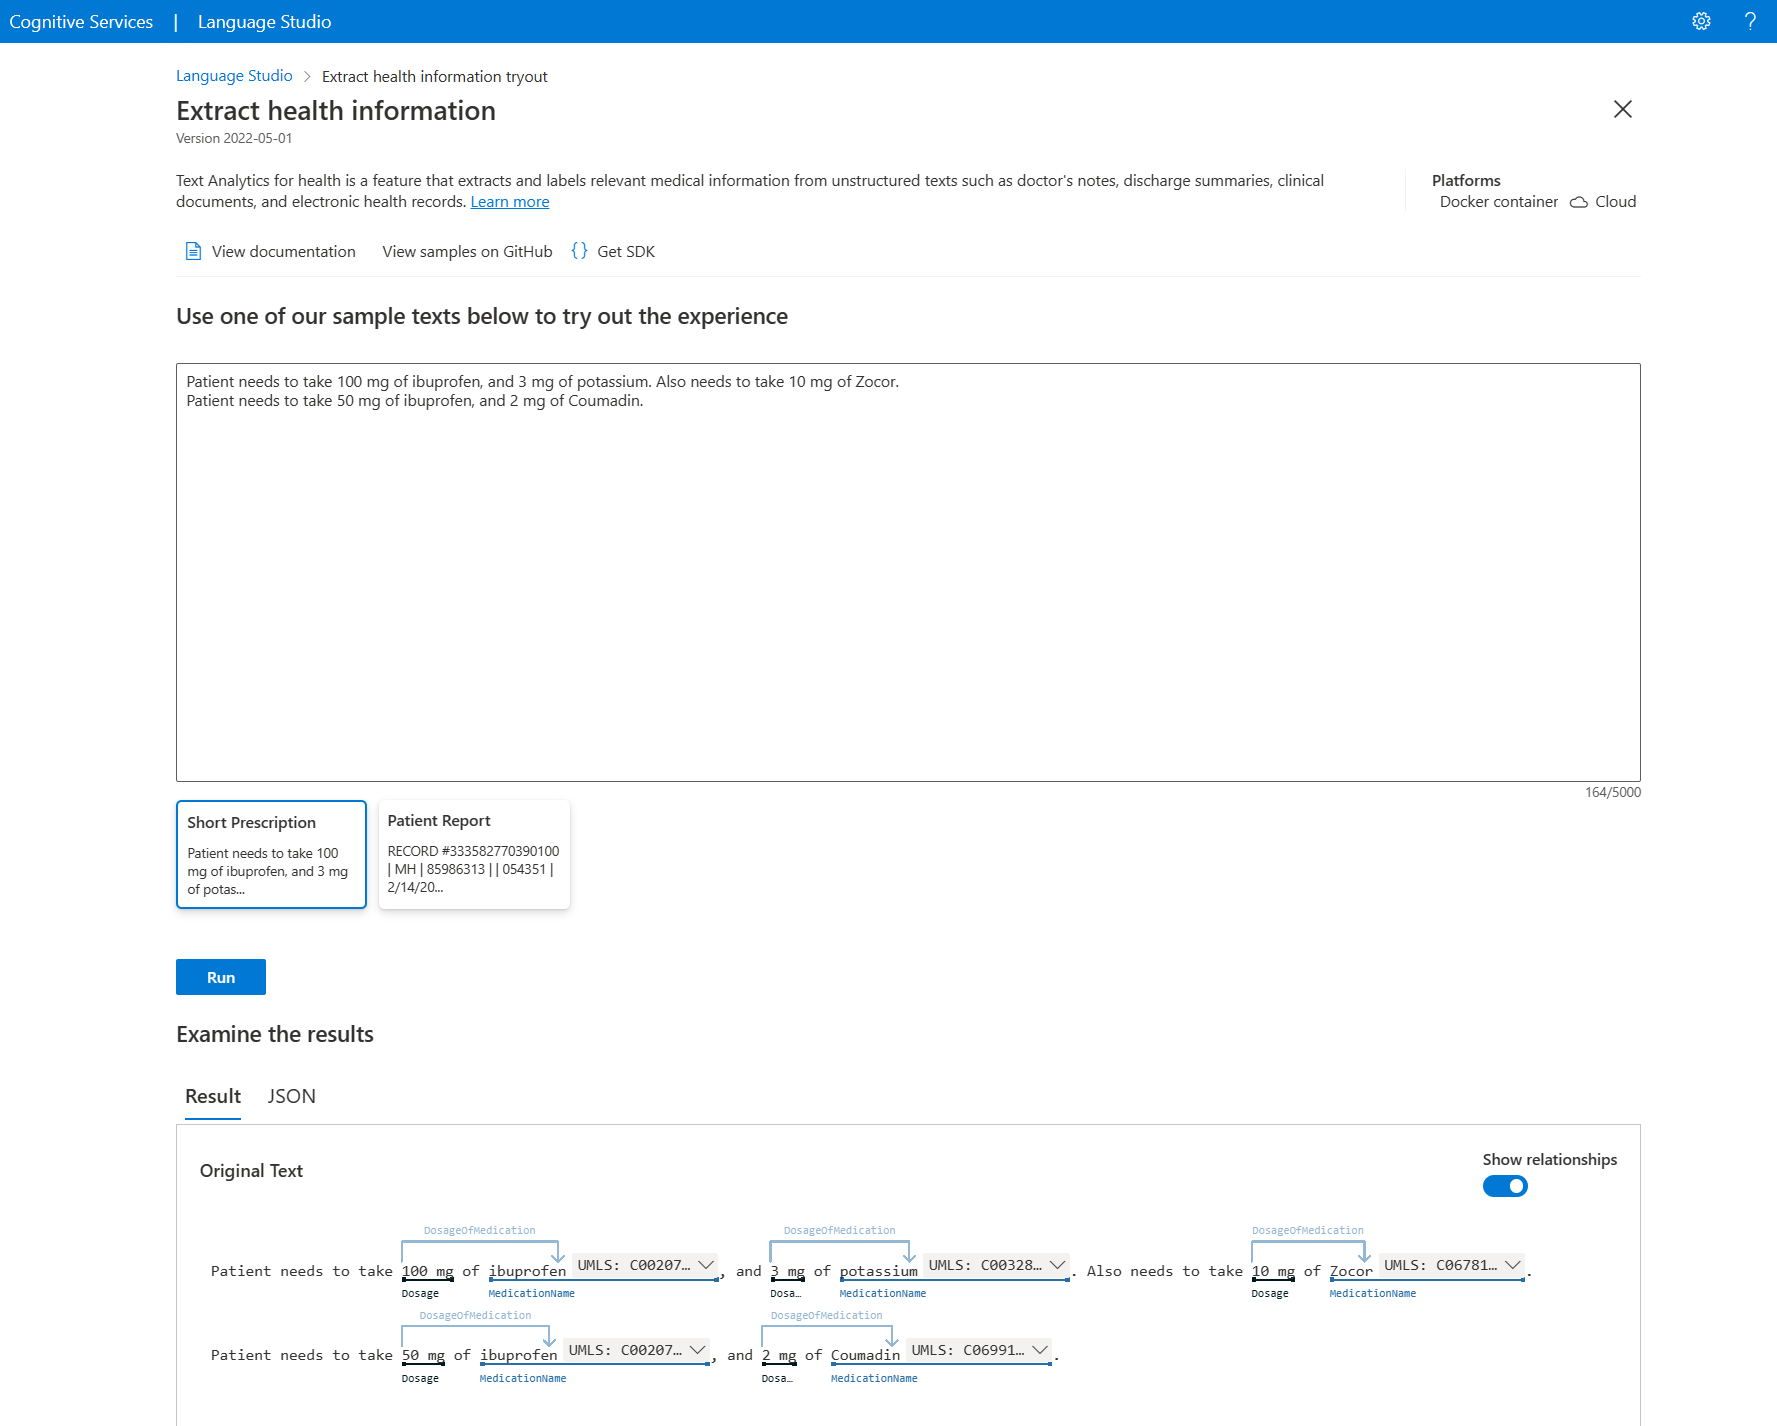 Cognitive Services | Language Studio
Language Studio > Extract health information tryout
Extract health information
Version 2022-05-01
Text Analytics for health is a feature that extracts and labels relevant medical information from unstructured texts such as doctor's notes, discharge summaries, clinical
documents, and electronic health records. Learn more
Platforms
Docker container Cloud
View documentation View samples on GitHub {} Get SDK
Use one of our sample texts below to try out the experience
Patient needs to take 100 mg of ibuprofen, and 3 mg of potassium. Also needs to take 10 mg of Zocor.
Patient needs to take 50 mg of ibuprofen, and 2 mg of Coumadin.
164/5000
Short Prescription
Patient needs to take 100
mg of ibuprofen, and 3 mg
of potas...
Patient Report
RECORD #333582770390100
| MH | 85986313 | | 054351 |
2/14/20...
Run
Examine the results
Result JSON
Original Text
Show relationships
DosageOfMedication DosageOfMedication DosageOfMedication
Patient needs to take 100 mg of ibuprofen UMLS: C00207... , and 3 mg of potassium UMLS: C00328... . Also needs to take 10 mg of Zocor UMLS: C06781... .
Dosage MedicationName Dosa… MedicationName Dosage MedicationName
DosageOfMedication DosageOfMedication
Patient needs to take 50 mg of ibuprofen UMLS: C00207... , and 2 mg of Coumadin UMLS: C06991... .
Dosage MedicationName Dosa… MedicationName